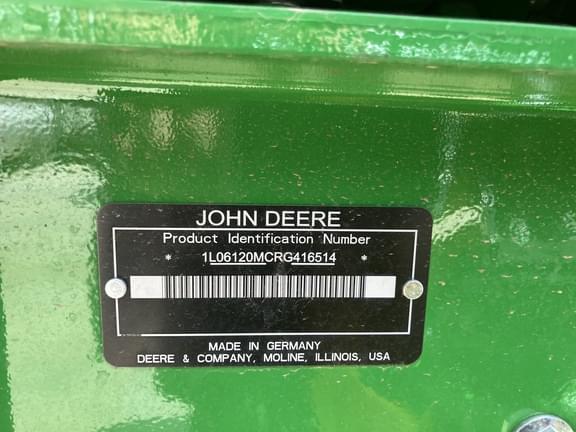 JOHN DEERE
Product Identification Number
* 1L06120MCRG416514 *
MADE IN GERMANY
DEERE & COMPANY, MOLINE, ILLINOIS, USA